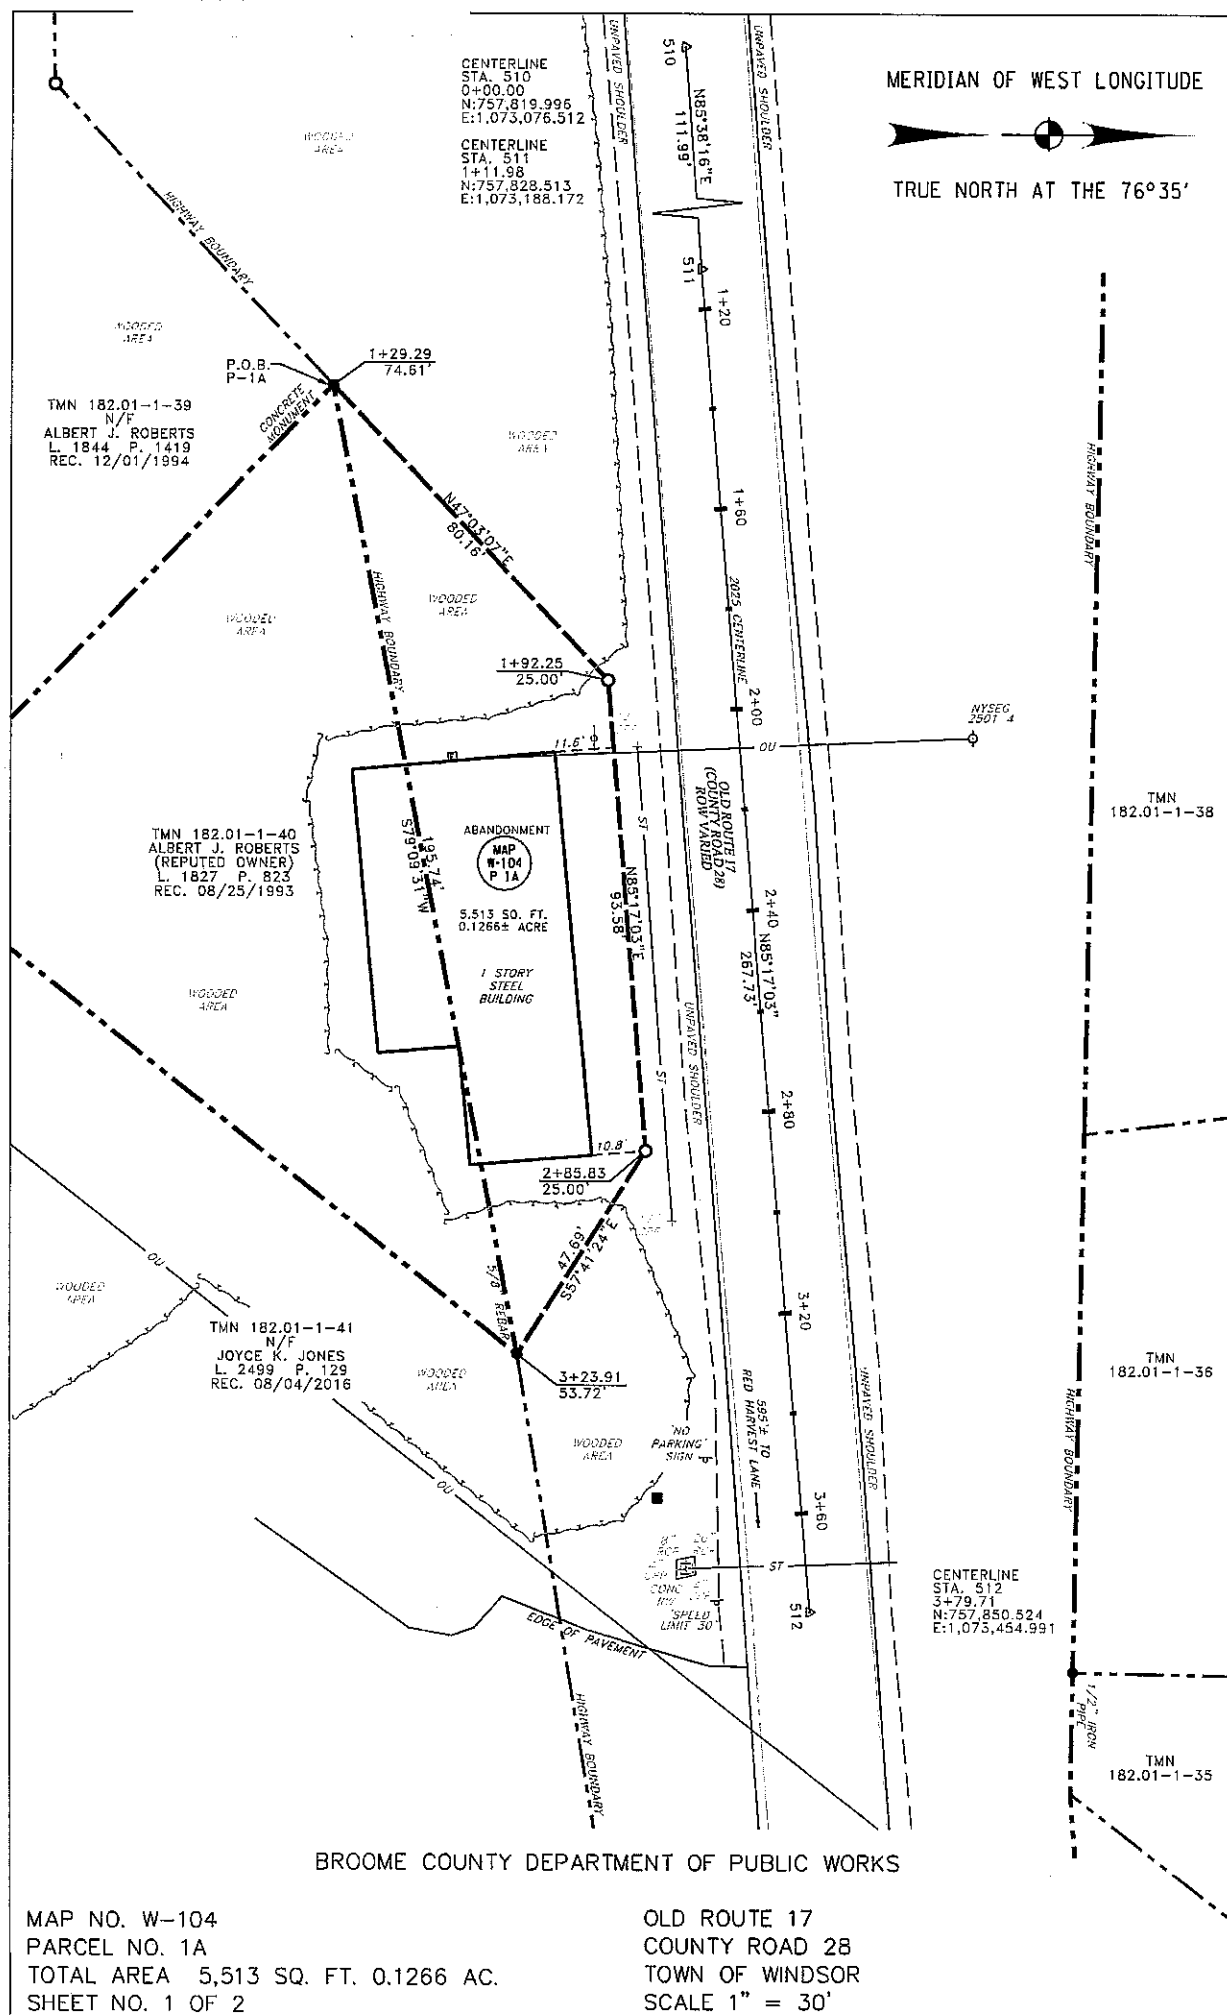 CENTERLINE
STA. 510
0+00.00
N:757,819.996
E:1,073,076.512
CENTERLINE
STA. 511
1+11.98
N:757,828.513
E:1,073,188.172
UNPAVED SHOULDER
510
N85°38'16"E
111.99'
UNPAVED SHOULDER
MERIDIAN OF WEST LONGITUDE
TRUE NORTH AT THE 76°35'
WOODED
AREA
HIGHWAY BOUNDARY
511
1+20
WOODED
AREA
P.O.B.
P-1A
1+29.29
74.61'
CONCRETE
MONUMENT
TMN 182.01-1-39
N/F
ALBERT J. ROBERTS
L. 1844 P. 1419
REC. 12/01/1994
WOODED
AREA
N47°03'07"E
80.16'
1+60
HIGHWAY BOUNDARY
HIGHWAY BOUNDARY
WOODED
AREA
WOODED
AREA
2025 CENTERLINE
1+92.25
25.00'
2+00
NYSEG
2501 4
11.6'
OU
OLD ROUTE 17
(COUNTY ROAD 28)
ROW VARIED
ST
TMN
182.01-1-38
TMN 182.01-1-40
ALBERT J. ROBERTS
(REPUTED OWNER)
L. 1827 P. 823
REC. 08/25/1993
195.74'
S79°09'31"W
ABANDONMENT
MAP
W-104
P 1A
5,513 SQ. FT.
0.1266± ACRE
1 STORY
STEEL
BUILDING
N85°17'03"E
93.58'
2+40
N85°17'03"
267.73'
WOODED
AREA
UNPAVED SHOULDER
ST
2+80
10.8'
2+85.83
25.00'
47.69'
S57°41'24"E
5/8" REBAR
OU
WOODED
AREA
3+20
TMN 182.01-1-41
N/F
JOYCE K. JONES
L. 2499 P. 129
REC. 08/04/2016
WOODED
AREA
3+23.91
53.72'
595'± TO
RED HARVEST LANE
UNPAVED SHOULDER
HIGHWAY BOUNDARY
TMN
182.01-1-36
WOODED
AREA
'NO
PARKING'
SIGN
OU
3+60
ST
CONC
'SPEED
LIMIT 30'
512
CENTERLINE
STA. 512
3+79.71
N:757,850.524
E:1,073,454.991
EDGE OF PAVEMENT
HIGHWAY BOUNDARY
1/2" IRON
PIPE
TMN
182.01-1-35
BROOME COUNTY DEPARTMENT OF PUBLIC WORKS
MAP NO. W-104
PARCEL NO. 1A
TOTAL AREA 5,513 SQ. FT. 0.1266 AC.
SHEET NO. 1 OF 2
OLD ROUTE 17
COUNTY ROAD 28
TOWN OF WINDSOR
SCALE 1" = 30'